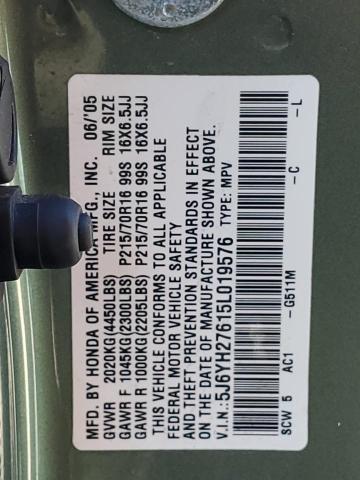 MFD. BY HONDA OF AMERICA MFG., INC. 06/'05
GVWR 2020KG(4450LBS) TIRE SIZE RIM SIZE
GAWR F 1045KG(2300LBS) P215/70R16 99S 16X6.5JJ
GAWR R 1000KG(2205LBS) P215/70R16 99S 16X6.5JJ
THIS VEHICLE CONFORMS TO ALL APPLICABLE
FEDERAL MOTOR VEHICLE SAFETY
AND THEFT PREVENTION STANDARDS IN EFFECT
ON THE DATE OF MANUFACTURE SHOWN ABOVE.
V.I.N.: 5J6YH27615L019576 TYPE: MPV
SCW 5 AC1 -G511M -C -L